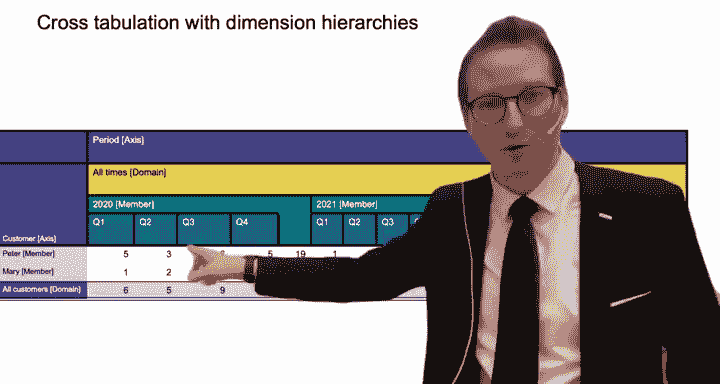 Cross tabulation with dimension hierarchies
Period [Axis]
All times [Domain]
2020 [Member] 2021 [Member]
Q1 Q2 Q3 Q4 Q1 Q2 Q3
Customer [Axis]
Peter [Member] 5 3 5 19 1
Mary [Member] 1 2
All customers [Domain] 6 5 9